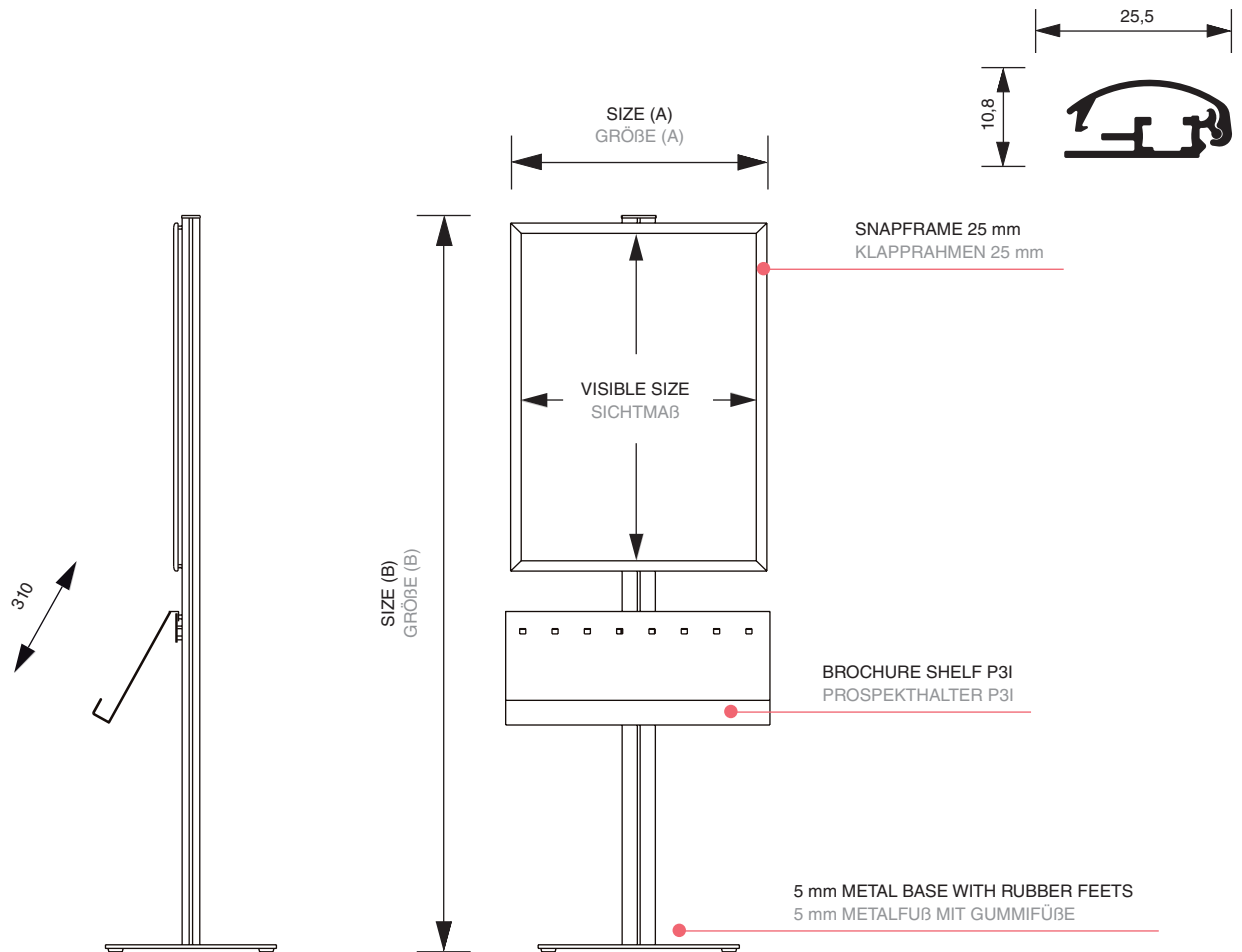 25,5
10,8
SIZE (A)
GRÖßE (A)
SNAPFRAME 25 mm
KLAPPRAHMEN 25 mm
VISIBLE SIZE
SICHTMAß
SIZE (B)
GRÖßE (B)
310
BROCHURE SHELF P3I
PROSPEKTHALTER P3I
5 mm METAL BASE WITH RUBBER FEETS
5 mm METALFUß MIT GUMMIFÜßE